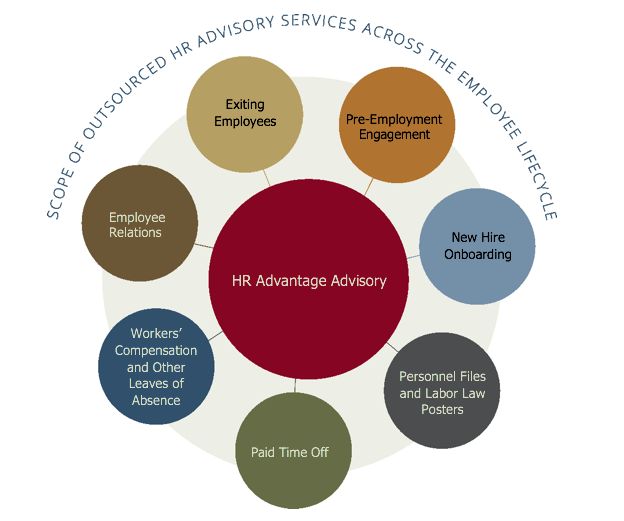 SCOPE OF OUTSOURCED HR ADVISORY SERVICES ACROSS THE EMPLOYEE LIFECYCLE
Exiting
Employees
Pre-Employment
Engagement
New Hire
Onboarding
Personnel Files
and Labor Law
Posters
Paid Time Off
Workers’
Compensation
and Other
Leaves of
Absence
Employee
Relations
HR Advantage Advisory